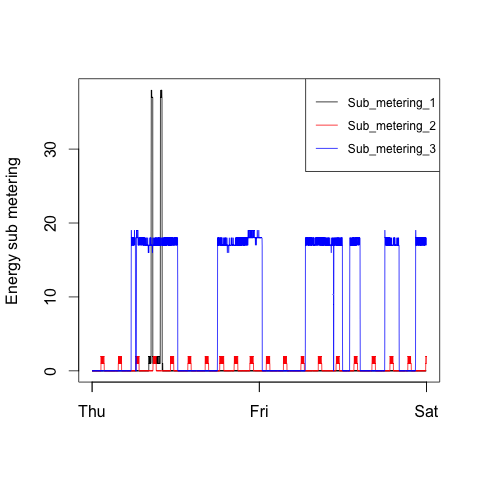 Sub_metering_1
Sub_metering_2
Sub_metering_3
Energy sub metering
30
20
10
0
Thu Fri Sat